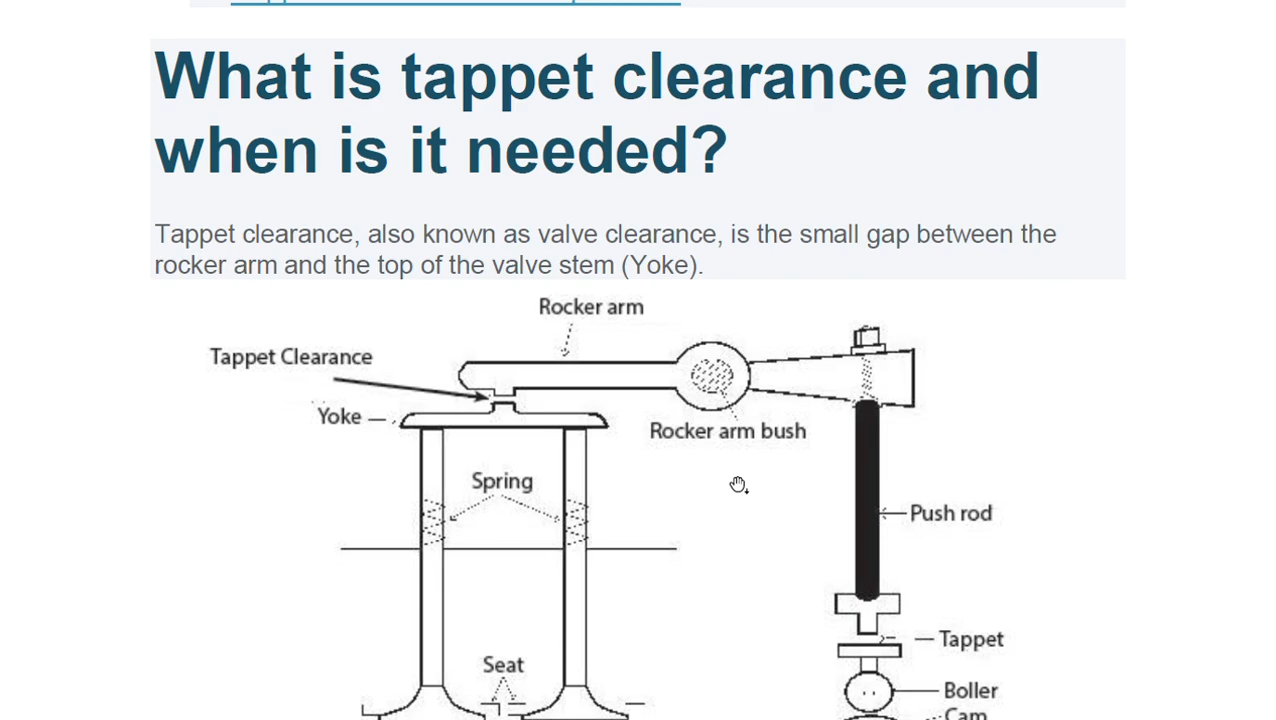 What is tappet clearance and
when is it needed?
Tappet clearance, also known as valve clearance, is the small gap between the
rocker arm and the top of the valve stem (Yoke).
Rocker arm
Tappet Clearance
Yoke
Rocker arm bush
Spring
Push rod
Tappet
Seat
Boller
Cam